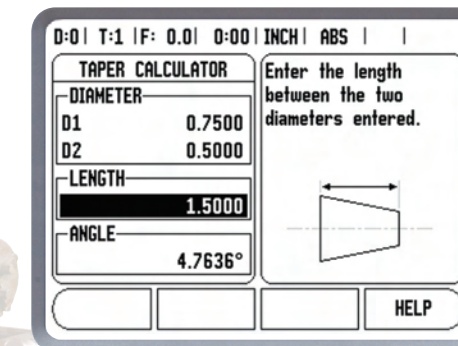 D:0 | T:1 | F: 0.0 | 0:00 | INCH | ABS | |
TAPER CALCULATOR
DIAMETER
D1 0.7500
D2 0.5000
LENGTH
1.5000
ANGLE
4.7636°
Enter the length
between the two
diameters entered.
HELP